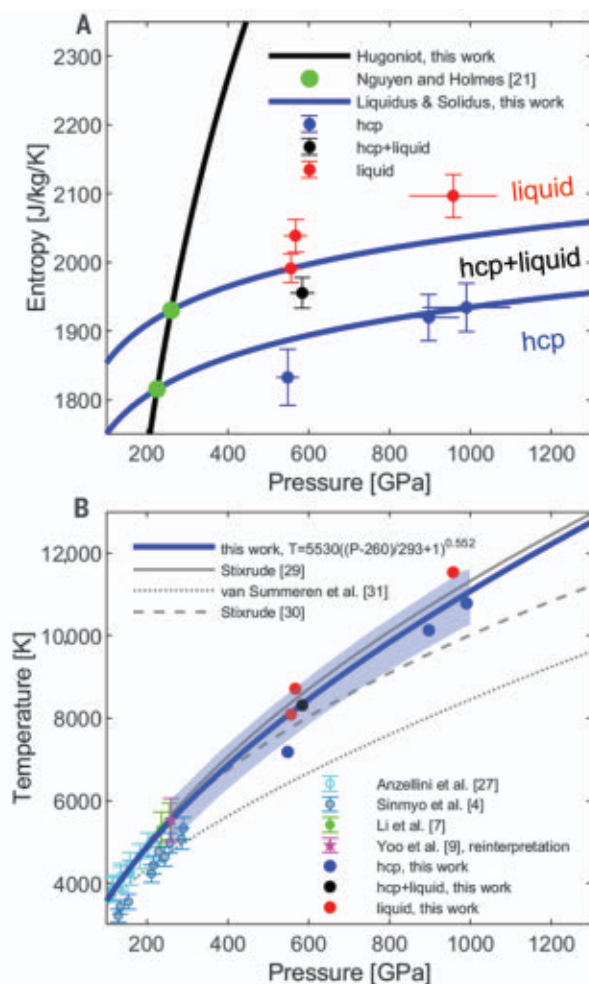 A
2300
2200
2100
2000
1900
1800
Entropy [J/kg/K]
Hugoniot, this work
Nguyen and Holmes [21]
Liquidus & Solidus, this work
hcp
hcp+liquid
liquid
liquid
hcp+liquid
hcp
200 400 600 800 1000 1200
Pressure [GPa]
B
12,000
10,000
8000
6000
4000
Temperature [K]
this work, T=5530((P-260)/293+1)^0.552
Stixrude [29]
van Summeren et al. [31]
Stixrude [30]
Anzellini et al. [27]
Sinmyo et al. [4]
Li et al. [7]
Yoo et al. [9], reinterpretation
hcp, this work
hcp+liquid, this work
liquid, this work
200 400 600 800 1000 1200
Pressure [GPa]